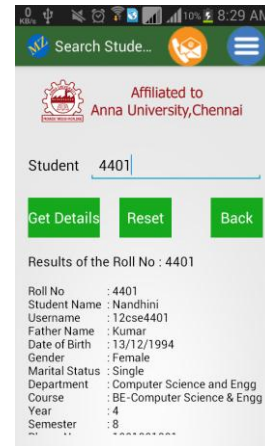 0
KB/s
10% 8:29 AM
Search Stude...
Affiliated to
Anna University,Chennai
Student 4401
Get Details Reset Back
Results of the Roll No : 4401
Roll No : 4401
Student Name : Nandhini
Username : 12cse4401
Father Name : Kumar
Date of Birth : 13/12/1994
Gender : Female
Marital Status : Single
Department : Computer Science and Engg
Course : BE-Computer Science & Engg
Year : 4
Semester : 8